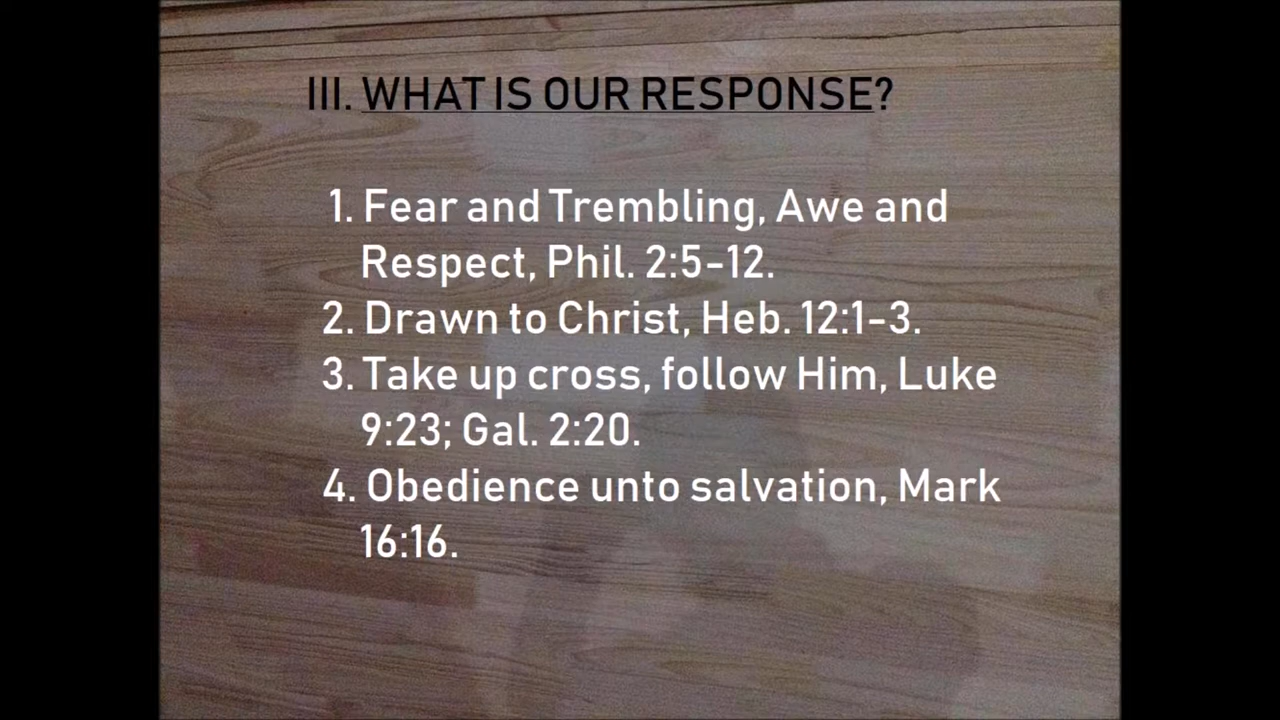 III. WHAT IS OUR RESPONSE?
1. Fear and Trembling, Awe and
Respect, Phil. 2:5-12.
2. Drawn to Christ, Heb. 12:1-3.
3. Take up cross, follow Him, Luke
9:23; Gal. 2:20.
4. Obedience unto salvation, Mark
16:16.